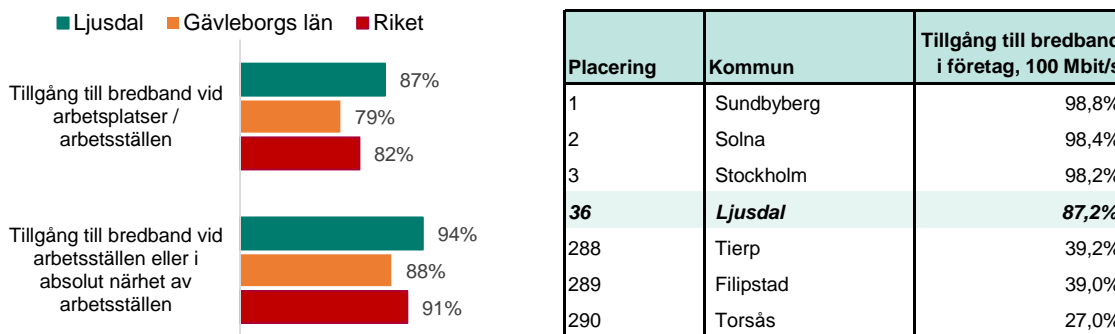 Ljusdal Gävleborgs län Riket
Tillgång till bredband vid
arbetsplatser /
arbetsställen
87%
79%
82%
Tillgång till bredband vid
arbetsställen eller i
absolut närhet av
arbetsställen
94%
88%
91%
Placering Kommun Tillgång till bredband
i företag, 100 Mbit/s
1 Sundbyberg 98,8%
2 Solna 98,4%
3 Stockholm 98,2%
36 Ljusdal 87,2%
288 Tierp 39,2%
289 Filipstad 39,0%
290 Torsås 27,0%